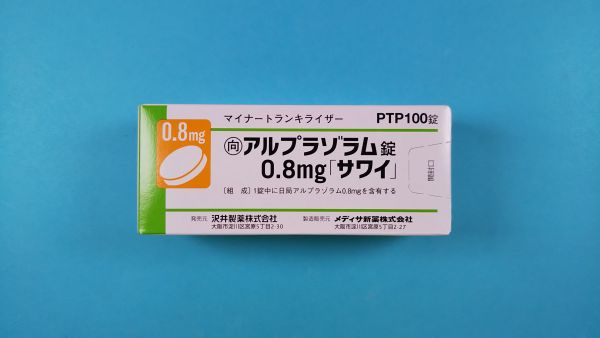 マイナートランキライザー
PTP100錠
0.8mg
向 アルプラゾラム錠
0.8mg「サワイ」
〔組 成〕1錠中に日局アルプラゾラム0.8mgを含有する
開封口
発売元 沢井製薬株式会社
大阪市淀川区宮原5丁目2-30
製造販売元 メディサ新薬株式会社
大阪市淀川区宮原5丁目2-27